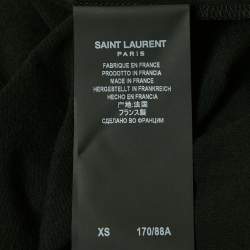 SAINT LAURENT
PARIS
FABRIQUÉ EN FRANCE
PRODOTTO IN FRANCIA
MADE IN FRANCE
HERGESTELLT IN FRANKREICH
HECHO EN FRANCIA
产地:法国
フランス製
СДЕЛАНО ВО ФРАНЦИИ
XS 170/88A